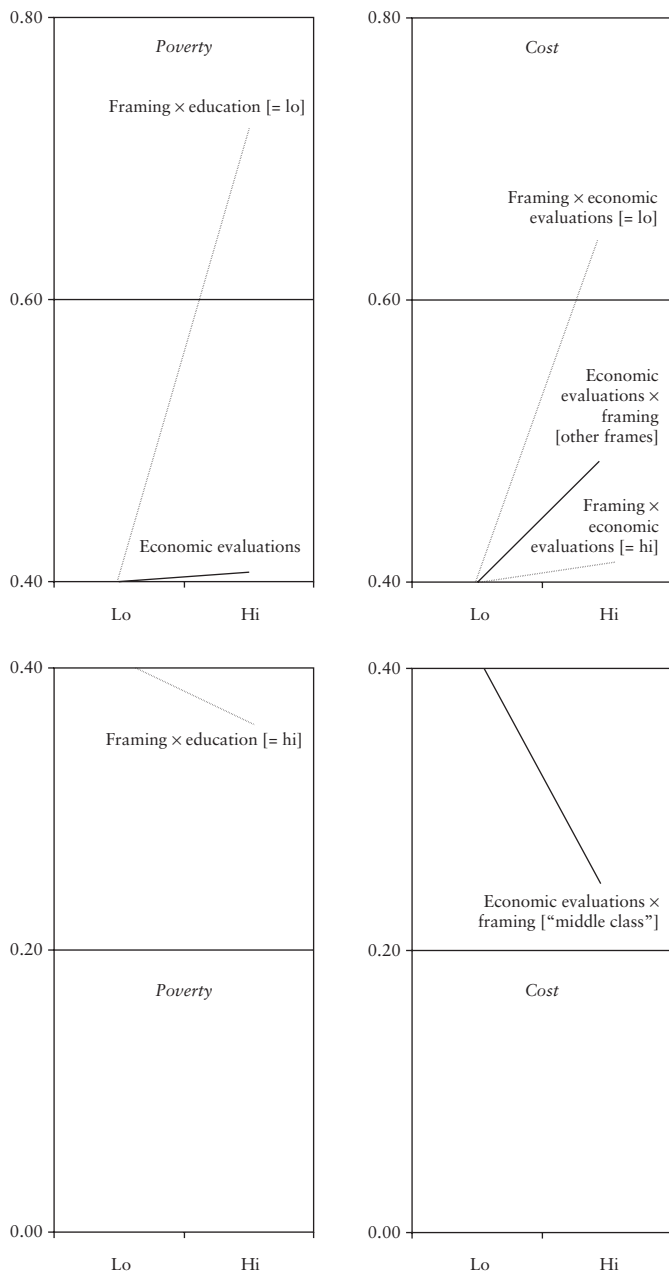 0.80
Poverty
Framing × education [= lo]
0.60
Economic evaluations
0.40
Lo
Hi
0.80
Cost
Framing × economic
evaluations [= lo]
0.60
Economic
evaluations ×
framing
[other frames]
Framing ×
economic
evaluations [= hi]
0.40
Lo
Hi
0.40
Framing × education [= hi]
0.20
Poverty
0.00
Lo
Hi
0.40
Economic evaluations ×
framing [“middle class”]
0.20
Cost
0.00
Lo
Hi